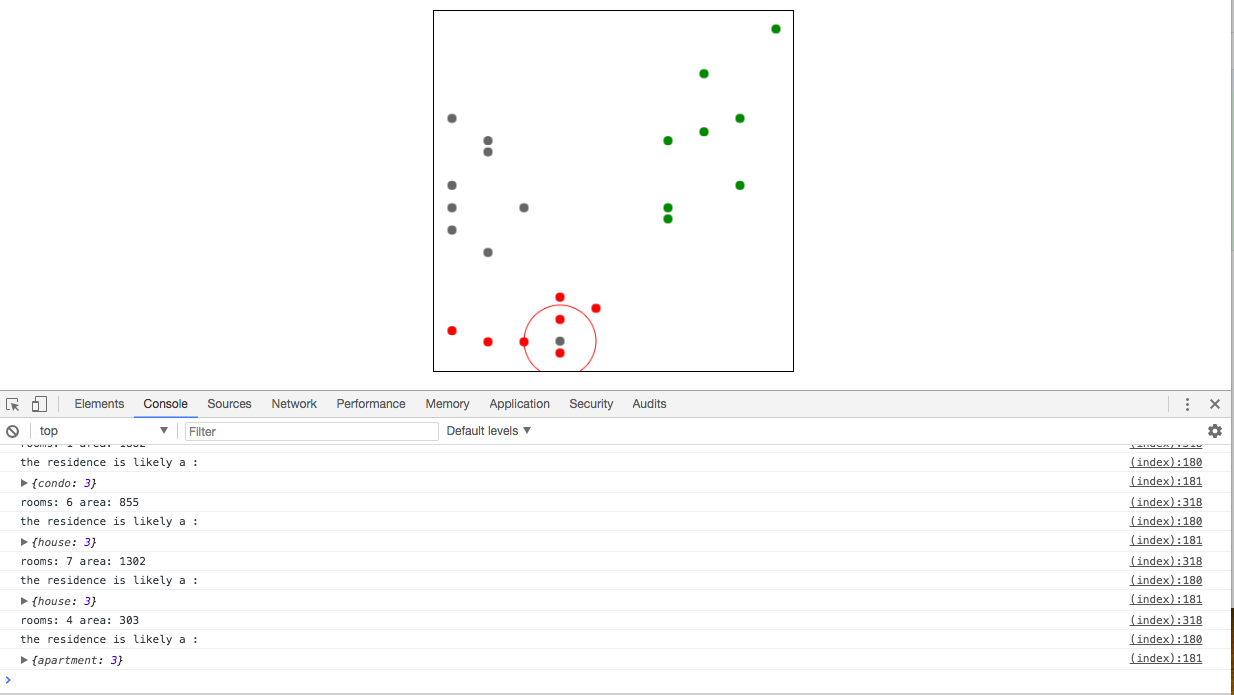 Elements Console Sources Network Performance Memory Application Security Audits
top Filter Default levels
the residence is likely a : (index):180
{condo: 3} (index):181
rooms: 6 area: 855 (index):318
the residence is likely a : (index):180
{house: 3} (index):181
rooms: 7 area: 1302 (index):318
the residence is likely a : (index):180
{house: 3} (index):181
rooms: 4 area: 303 (index):318
the residence is likely a : (index):180
{apartment: 3} (index):181